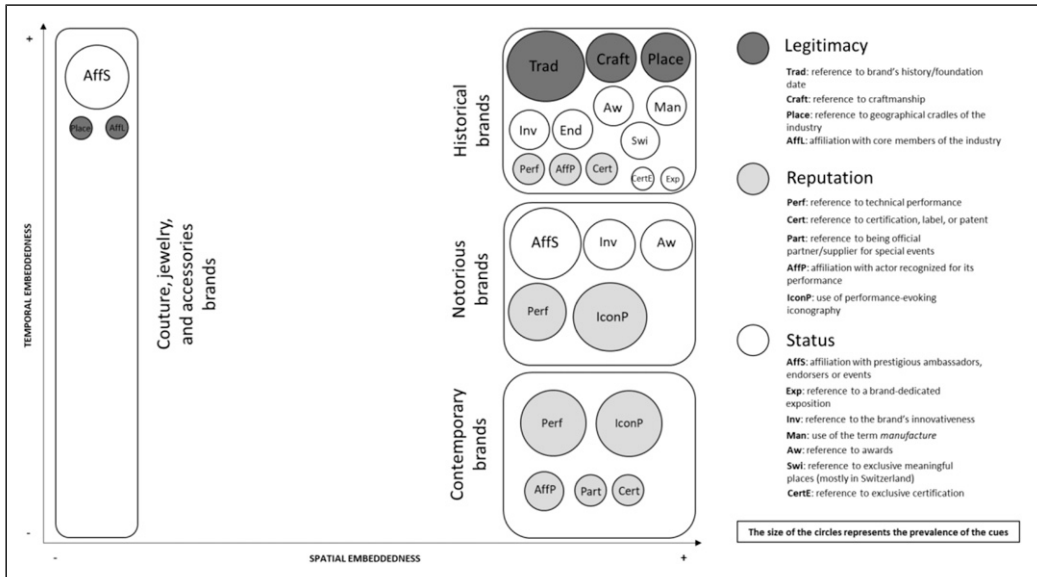 +
TEMPORAL EMBEDDEDNESS
-
AffS
Place
AffL
Couture, jewelry,
and accessories
brands
Historical
brands
Trad
Craft
Place
Aw
Man
Inv
End
Swi
Perf
AffP
Cert
CertE
Exp
Notorious
brands
AffS
Inv
Aw
Perf
IconP
Contemporary
brands
Perf
IconP
AffP
Part
Cert
-
SPATIAL EMBEDDEDNESS
+
Legitimacy
Trad: reference to brand's history/foundation
date
Craft: reference to craftmanship
Place: reference to geographical cradles of the
industry
AffL: affiliation with core members of the industry
Reputation
Perf: reference to technical performance
Cert: reference to certification, label, or patent
Part: reference to being official
partner/supplier for special events
AffP: affiliation with actor recognized for its
performance
IconP: use of performance-evoking
iconography
Status
AffS: affiliation with prestigious ambassadors,
endorsers or events
Exp: reference to a brand-dedicated
exposition
Inv: reference to the brand's innovativeness
Man: use of the term manufacture
Aw: reference to awards
Swi: reference to exclusive meaningful
places (mostly in Switzerland)
CertE: reference to exclusive certification
The size of the circles represents the prevalence of the cues